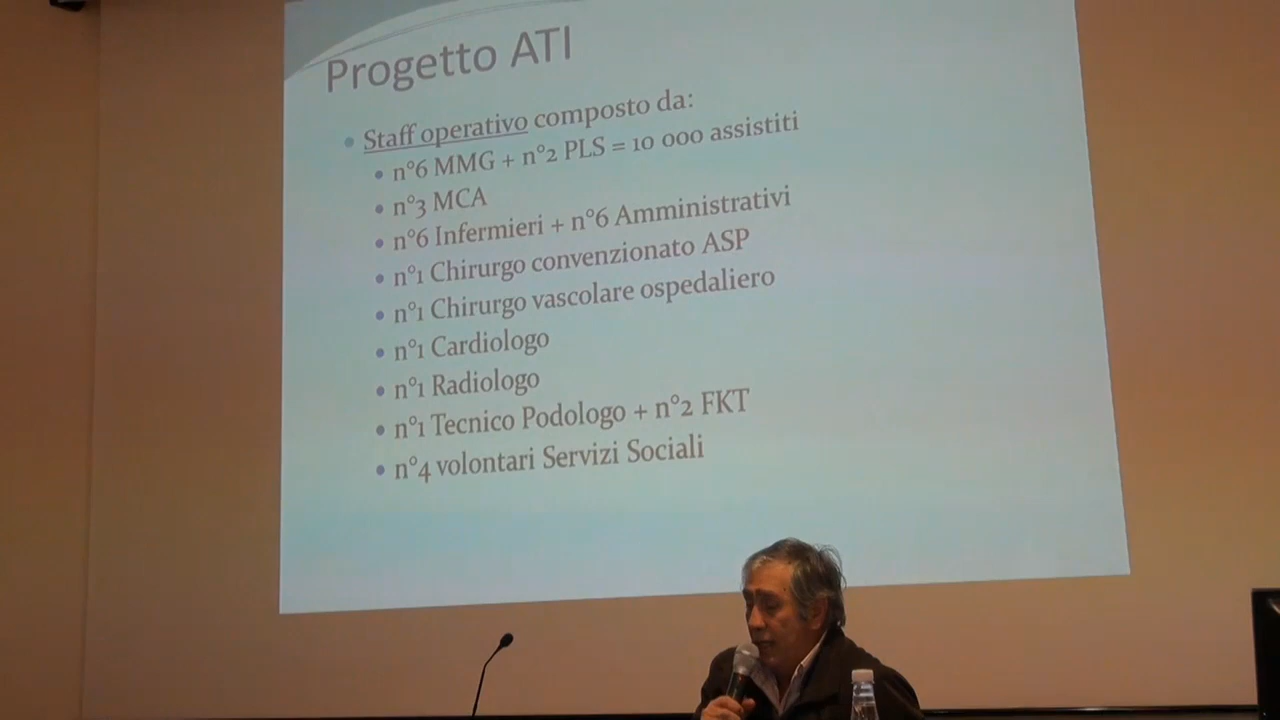 Progetto ATI
Staff operativo composto da:
n°6 MMG + n°2 PLS = 10 000 assistiti
n°3 MCA
n°6 Infermieri + n°6 Amministrativi
n°1 Chirurgo convenzionato ASP
n°1 Chirurgo vascolare ospedaliero
n°1 Cardiologo
n°1 Radiologo
n°1 Tecnico Podologo + n°2 FKT
n°4 volontari Servizi Sociali